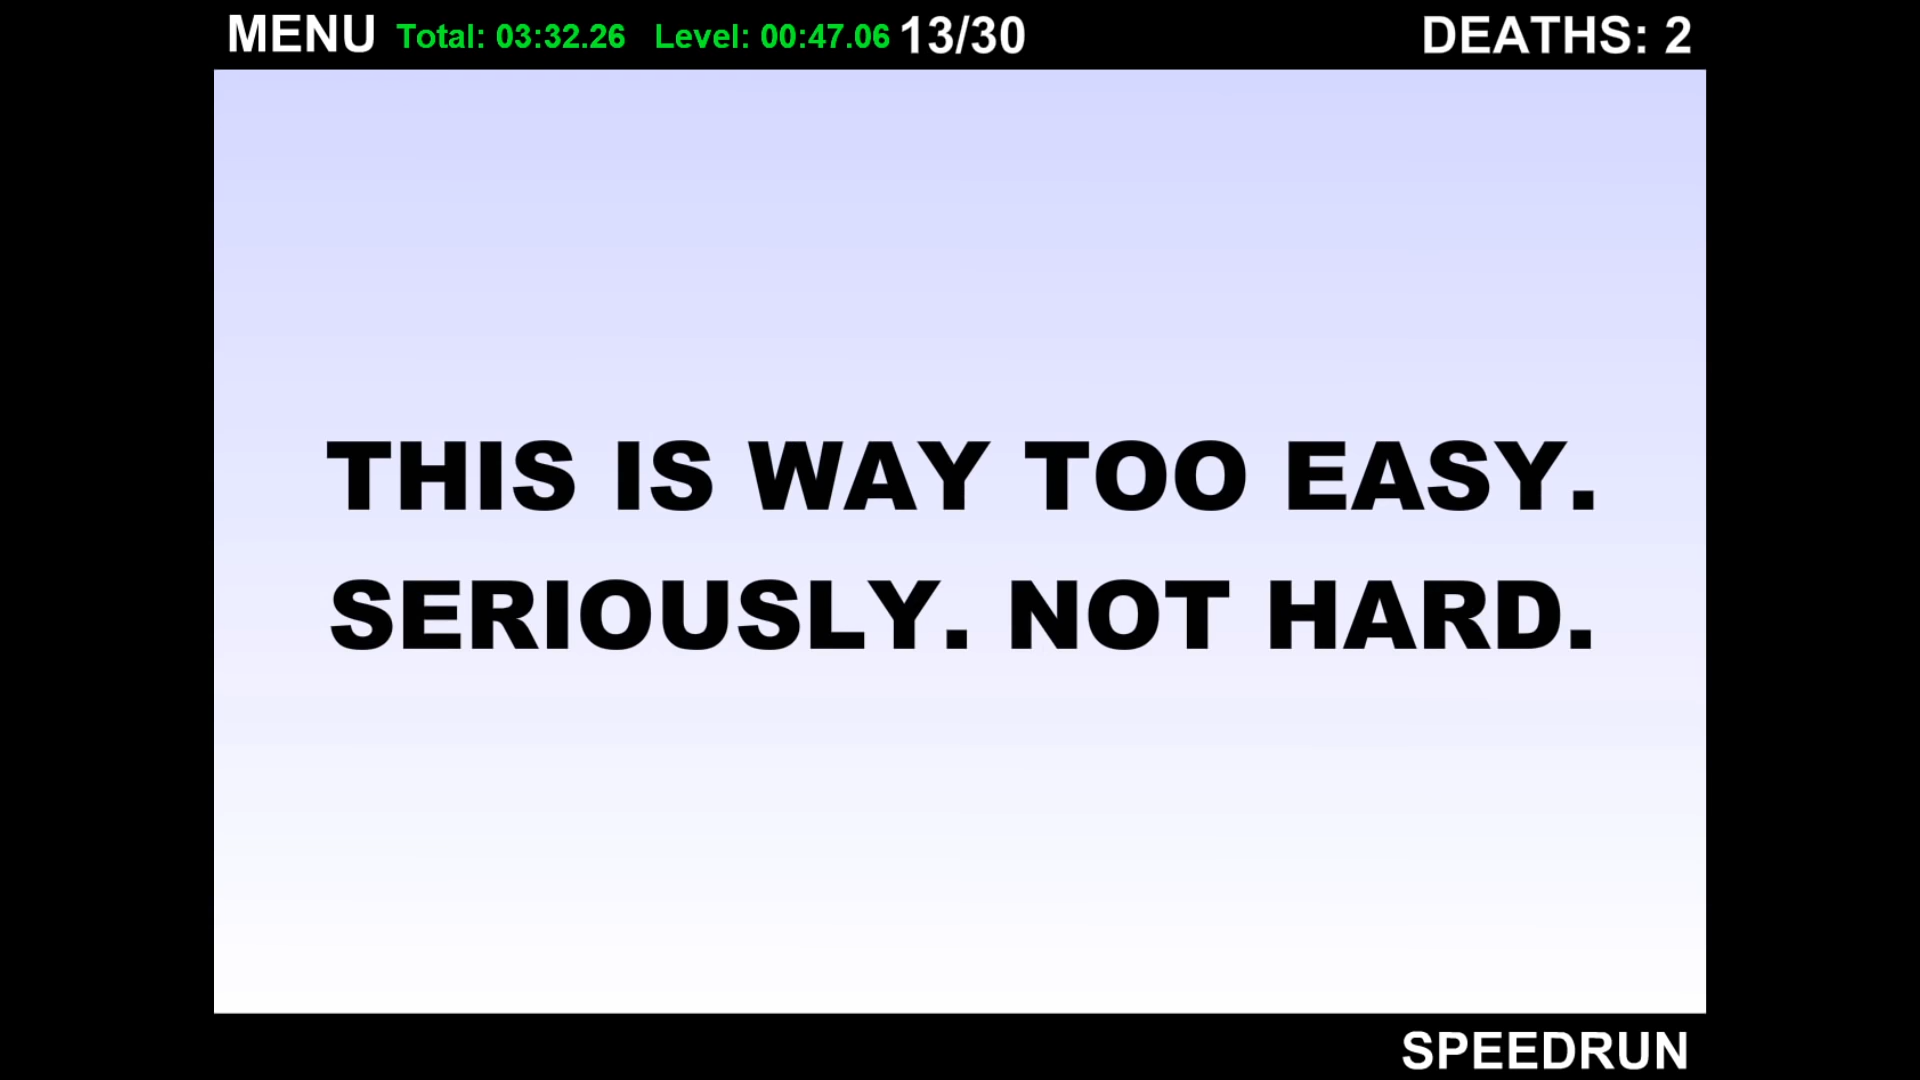 MENU Total: 03:32.26 Level: 00:47.06 13/30 DEATHS: 2
THIS IS WAY TOO EASY.
SERIOUSLY. NOT HARD.
SPEEDRUN